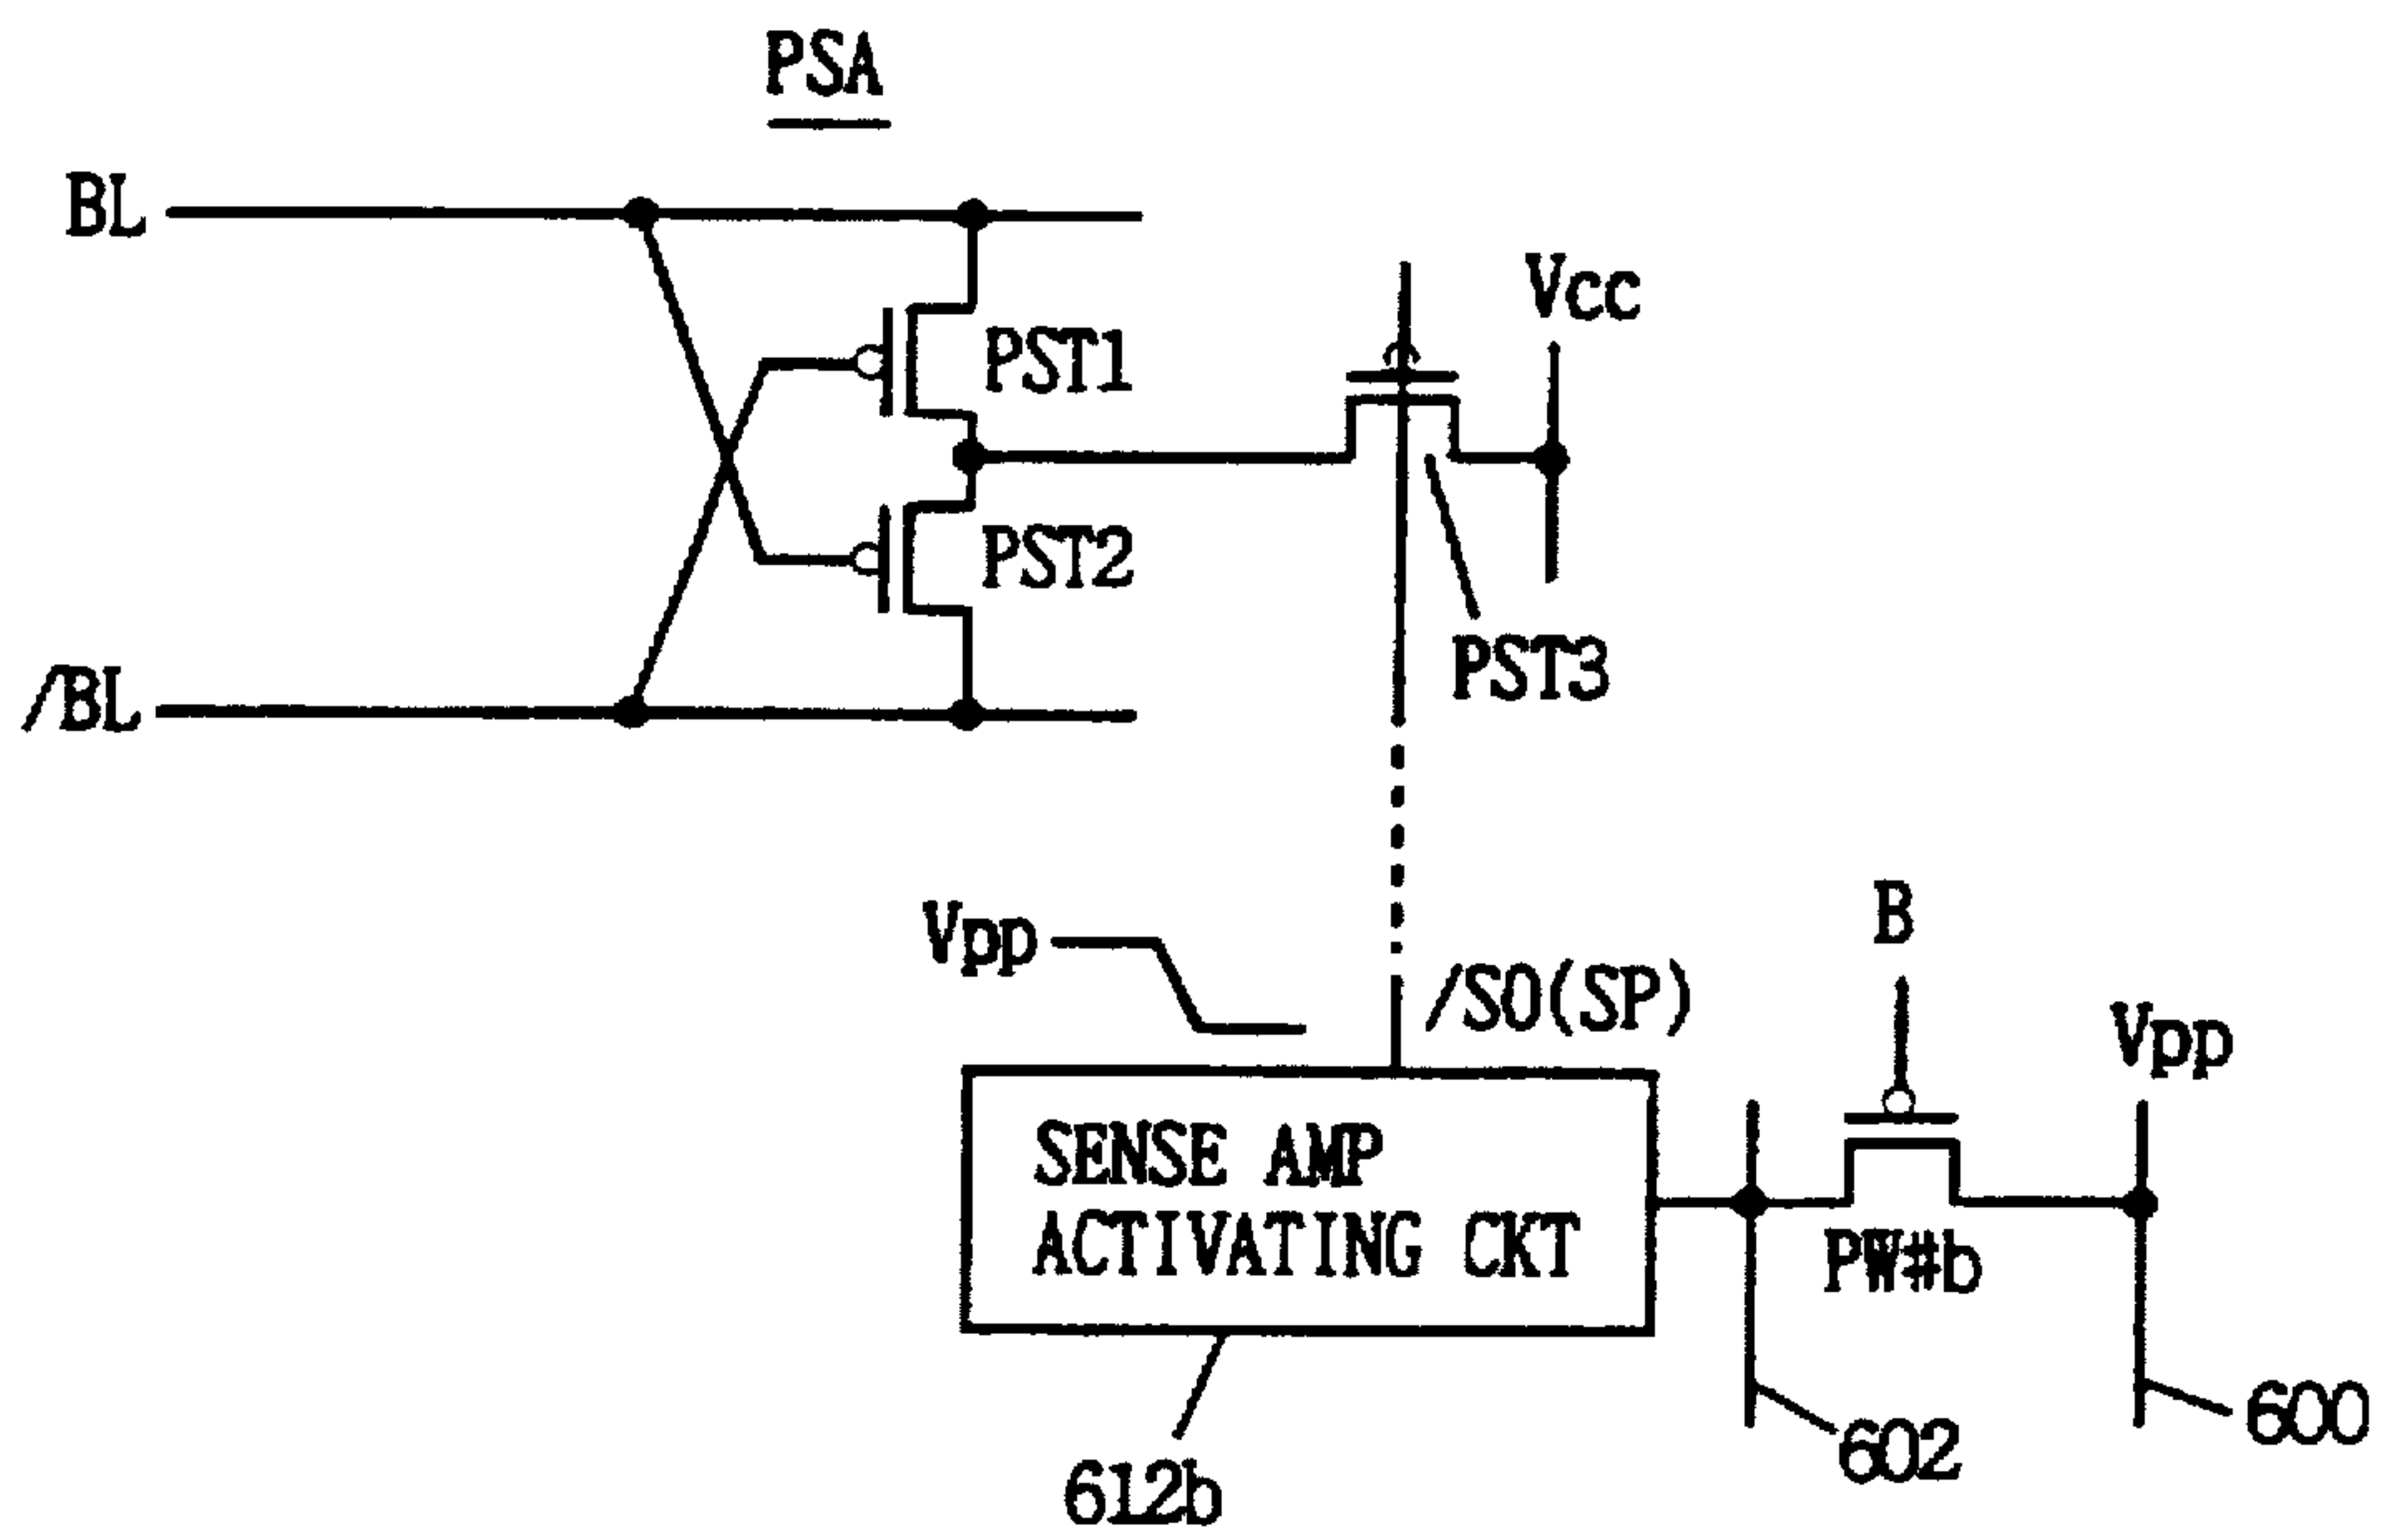 PSA
BL
PST1
Vcc
PST2
PST3
/BL
Vpp
/SO(SP)
B
Vpp
SENSE AMP
ACTIVATING CKT
PW#b
602
600
612b